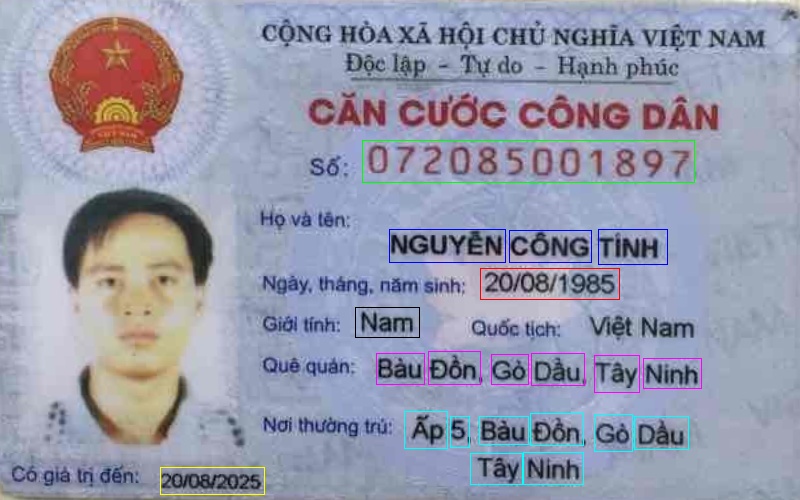 CỘNG HÒA XÃ HỘI CHỦ NGHĨA VIỆT NAM
Độc lập - Tự do - Hạnh phúc
CĂN CƯỚC CÔNG DÂN
Số: 072085001897
Họ và tên:
NGUYỄN CÔNG TÍNH
Ngày, tháng, năm sinh: 20/08/1985
Giới tính: Nam Quốc tịch: Việt Nam
Quê quán: Bàu Đồn, Gò Dầu, Tây Ninh
Nơi thường trú: Ấp 5, Bàu Đồn, Gò Dầu
Tây Ninh
Có giá trị đến: 20/08/2025